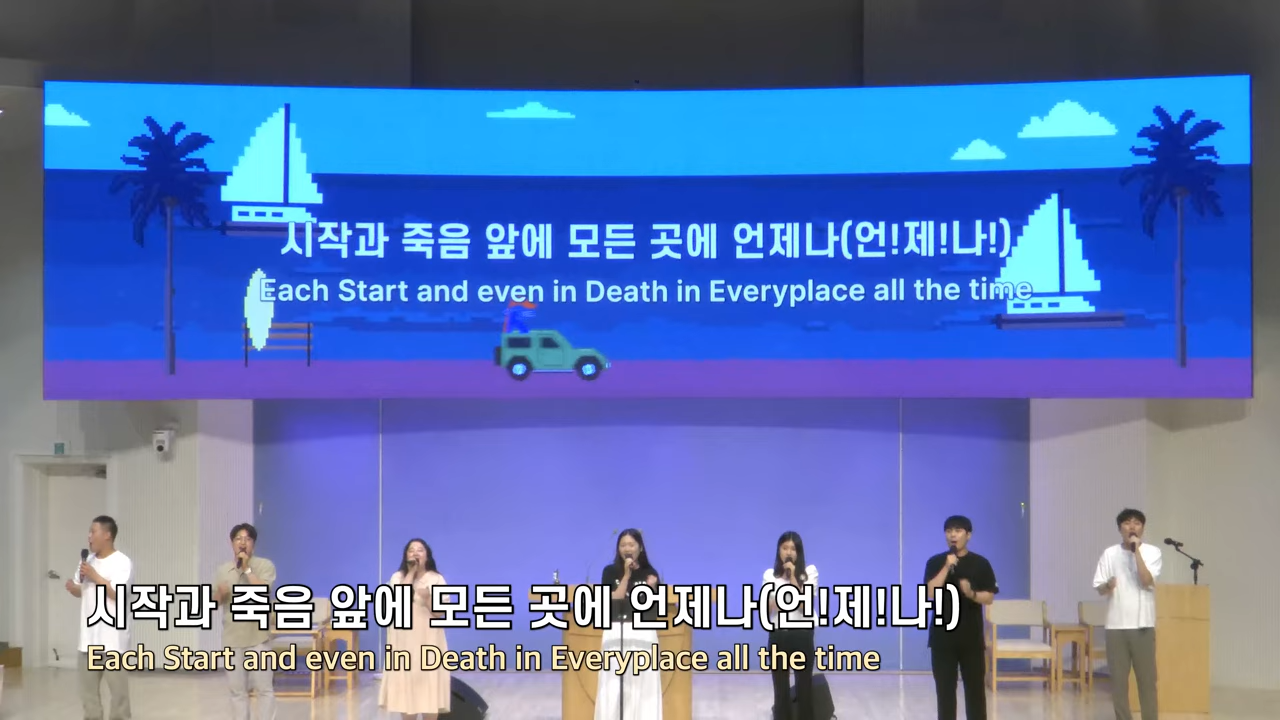 시작과 죽음 앞에 모든 곳에 언제나(언!제!나!)
Each Start and even in Death in Everyplace all the time
시작과 죽음 앞에 모든 곳에 언제나(언!제!나!)
Each Start and even in Death in Everyplace all the time